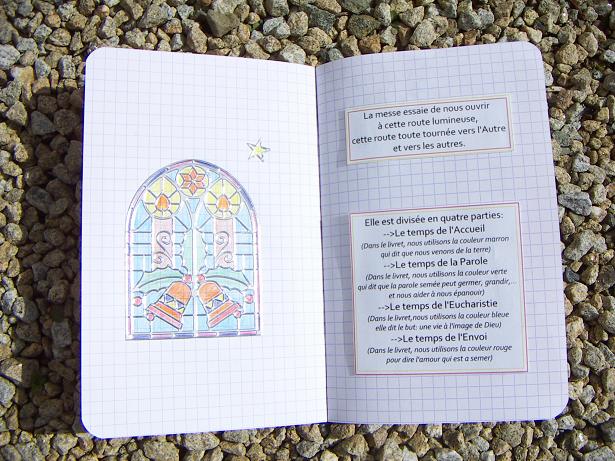 La messe essaie de nous ouvrir
à cette route lumineuse,
cette route toute tournée vers l'Autre
et vers les autres.
Elle est divisée en quatre parties:
-->Le temps de l'Accueil
(Dans le livret, nous utilisons la couleur marron
qui dit que nous venons de la terre)
-->Le temps de la Parole
(Dans le livret, nous utilisons la couleur verte
qui dit que la parole semée peut germer, grandir,...
et nous aider à nous épanouir)
-->Le temps de l'Eucharistie
(Dans le livret,nous utilisons la couleur bleue
elle dit le but: une vie à l'image de Dieu)
-->Le temps de l'Envoi
(Dans le livret, nous utilisons la couleur rouge
pour dire l'amour qui est a semer)